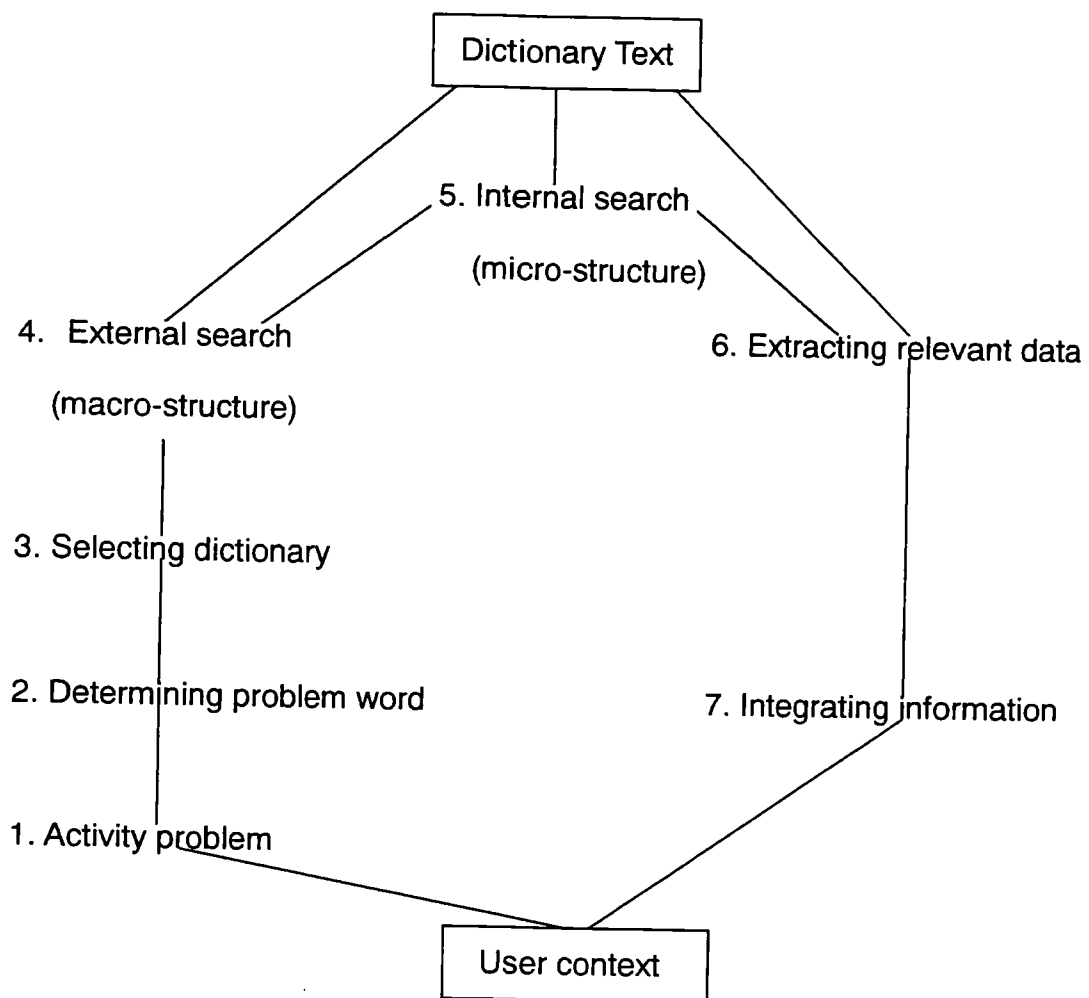 Dictionary Text
5. Internal search
(micro-structure)
4. External search
(macro-structure)
6. Extracting relevant data
3. Selecting dictionary
2. Determining problem word
7. Integrating information
1. Activity problem
User context